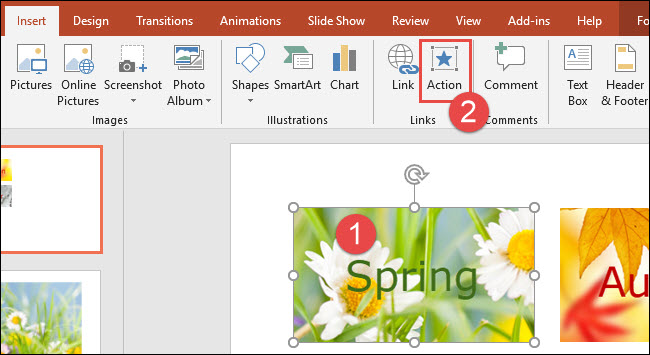 Insert Design Transitions Animations Slide Show Review View Add-ins Help Fo
Pictures Online Pictures Screenshot Photo Album Shapes SmartArt Chart Link Action Comment Text Box Header & Footer
Images Illustrations Links Comments
2
1
Spring
Au